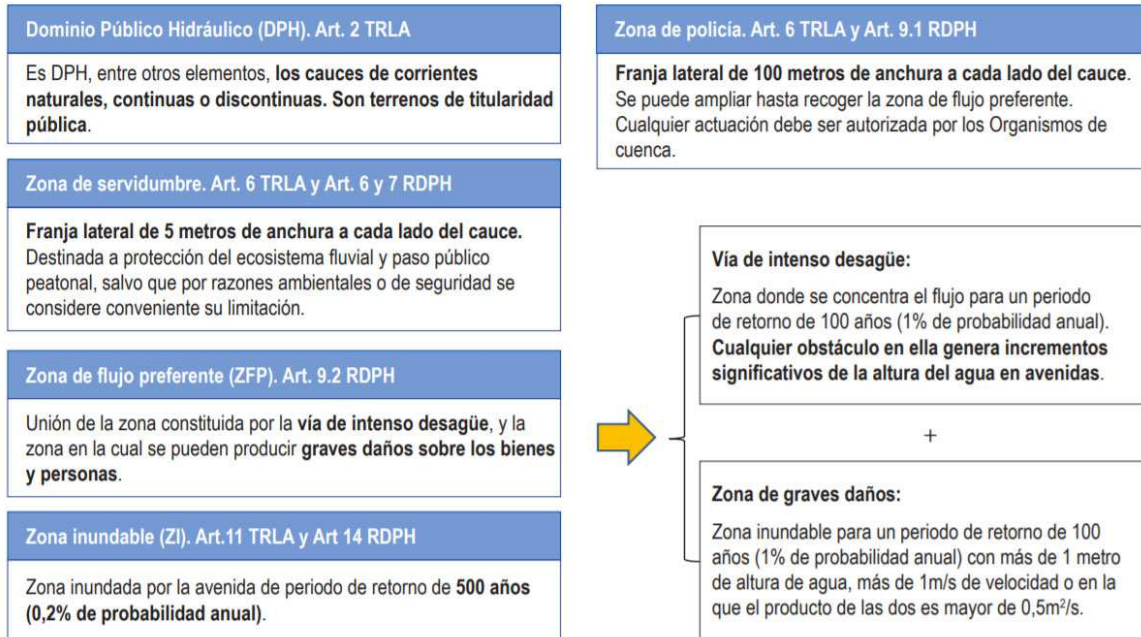 Dominio Público Hidráulico (DPH). Art. 2 TRLA
Es DPH, entre otros elementos, los cauces de corrientes
naturales, continuas o discontinuas. Son terrenos de titularidad
pública.
Zona de servidumbre. Art. 6 TRLA y Art. 6 y 7 RDPH
Franja lateral de 5 metros de anchura a cada lado del cauce.
Destinada a protección del ecosistema fluvial y paso público
peatonal, salvo que por razones ambientales o de seguridad se
considere conveniente su limitación.
Zona de flujo preferente (ZFP). Art. 9.2 RDPH
Unión de la zona constituida por la vía de intenso desagüe, y la
zona en la cual se pueden producir graves daños sobre los bienes
y personas.
Zona inundable (ZI). Art.11 TRLA y Art 14 RDPH
Zona inundada por la avenida de periodo de retorno de 500 años
(0,2% de probabilidad anual).
Zona de policía. Art. 6 TRLA y Art. 9.1 RDPH
Franja lateral de 100 metros de anchura a cada lado del cauce.
Se puede ampliar hasta recoger la zona de flujo preferente.
Cualquier actuación debe ser autorizada por los Organismos de
cuenca.
Vía de intenso desagüe:
Zona donde se concentra el flujo para un periodo
de retorno de 100 años (1% de probabilidad anual).
Cualquier obstáculo en ella genera incrementos
significativos de la altura del agua en avenidas.
+
Zona de graves daños:
Zona inundable para un periodo de retorno de 100
años (1% de probabilidad anual) con más de 1 metro
de altura de agua, más de 1m/s de velocidad o en la
que el producto de las dos es mayor de 0,5m²/s.